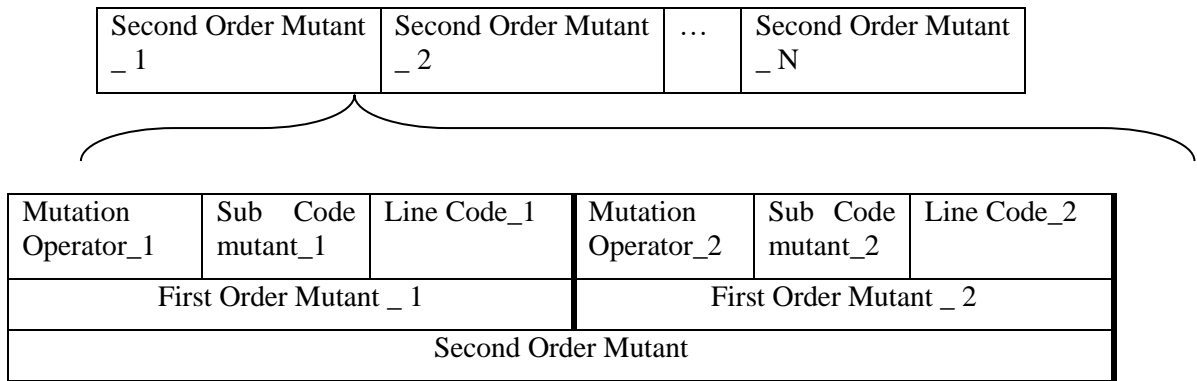 Second Order Mutant
_ 1
Second Order Mutant
_ 2
…
Second Order Mutant
_ N
Mutation
Operator_1
Sub Code
mutant_1
Line Code_1
Mutation
Operator_2
Sub Code
mutant_2
Line Code_2
First Order Mutant _ 1
First Order Mutant _ 2
Second Order Mutant